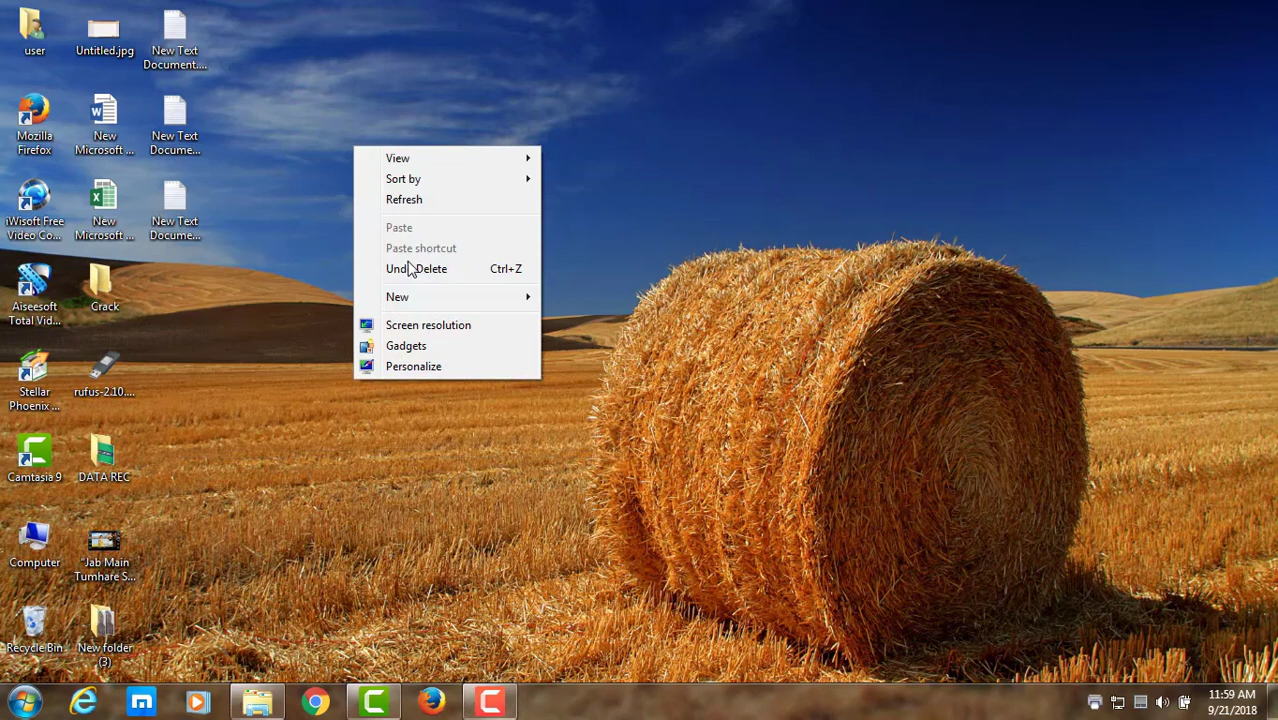 user
Untitled.jpg
New Text
Document....
Mozilla
Firefox
New
Microsoft ...
New Text
Docume...
iWisoft Free
Video Co...
New
Microsoft ...
New Text
Docume...
Aiseesoft
Total Vid...
Crack
Stellar
Phoenix ...
rufus-2.10....
Camtasia 9
DATA REC
Computer
"Jab Main
Tumhare S...
Recycle Bin
New folder
(3)
View
Sort by
Refresh
Paste
Paste shortcut
Undo Delete Ctrl+Z
New
Screen resolution
Gadgets
Personalize
11:59 AM
9/21/2018